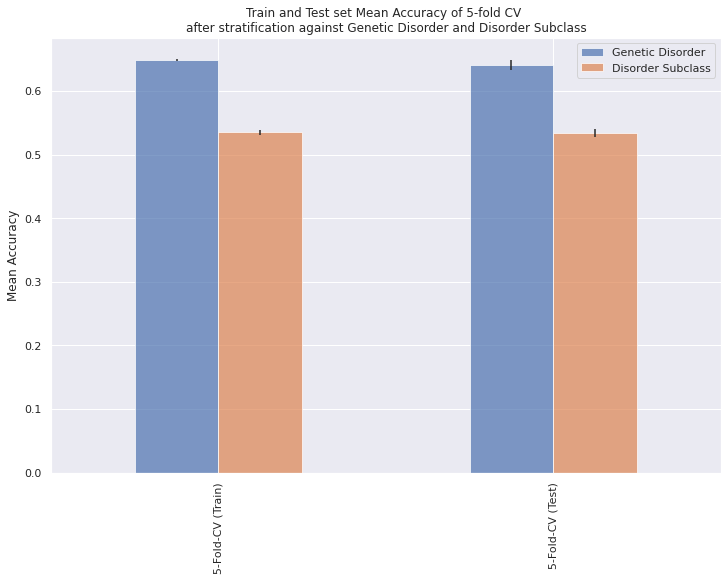 Train and Test set Mean Accuracy of 5-fold CV
after stratification against Genetic Disorder and Disorder Subclass
Genetic Disorder
Disorder Subclass
Mean Accuracy
0.6
0.5
0.4
0.3
0.2
0.1
0.0
5-Fold-CV (Train)
5-Fold-CV (Test)